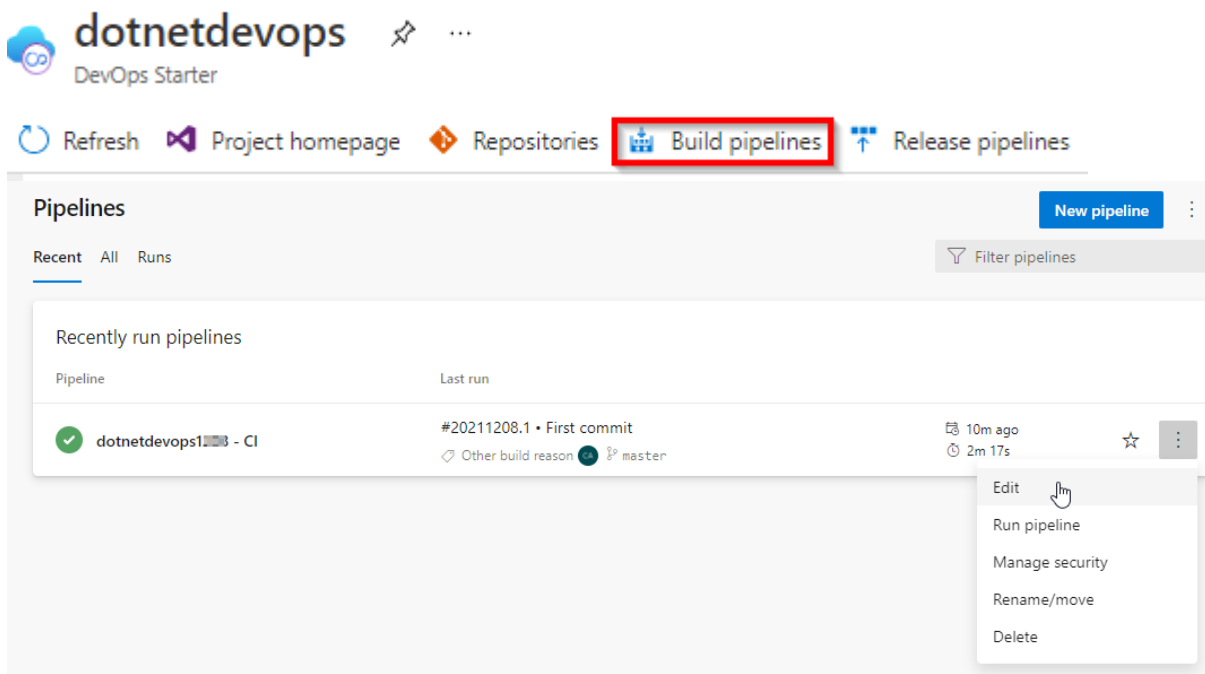 dotnetdevops ...
DevOps Starter
Refresh Project homepage Repositories Build pipelines Release pipelines
Pipelines
New pipeline
Recent All Runs
Filter pipelines
Recently run pipelines
Pipeline Last run
dotnetdevops1 - CI
#20211208.1 • First commit
Other build reason CA master
10m ago
2m 17s
Edit
Run pipeline
Manage security
Rename/move
Delete